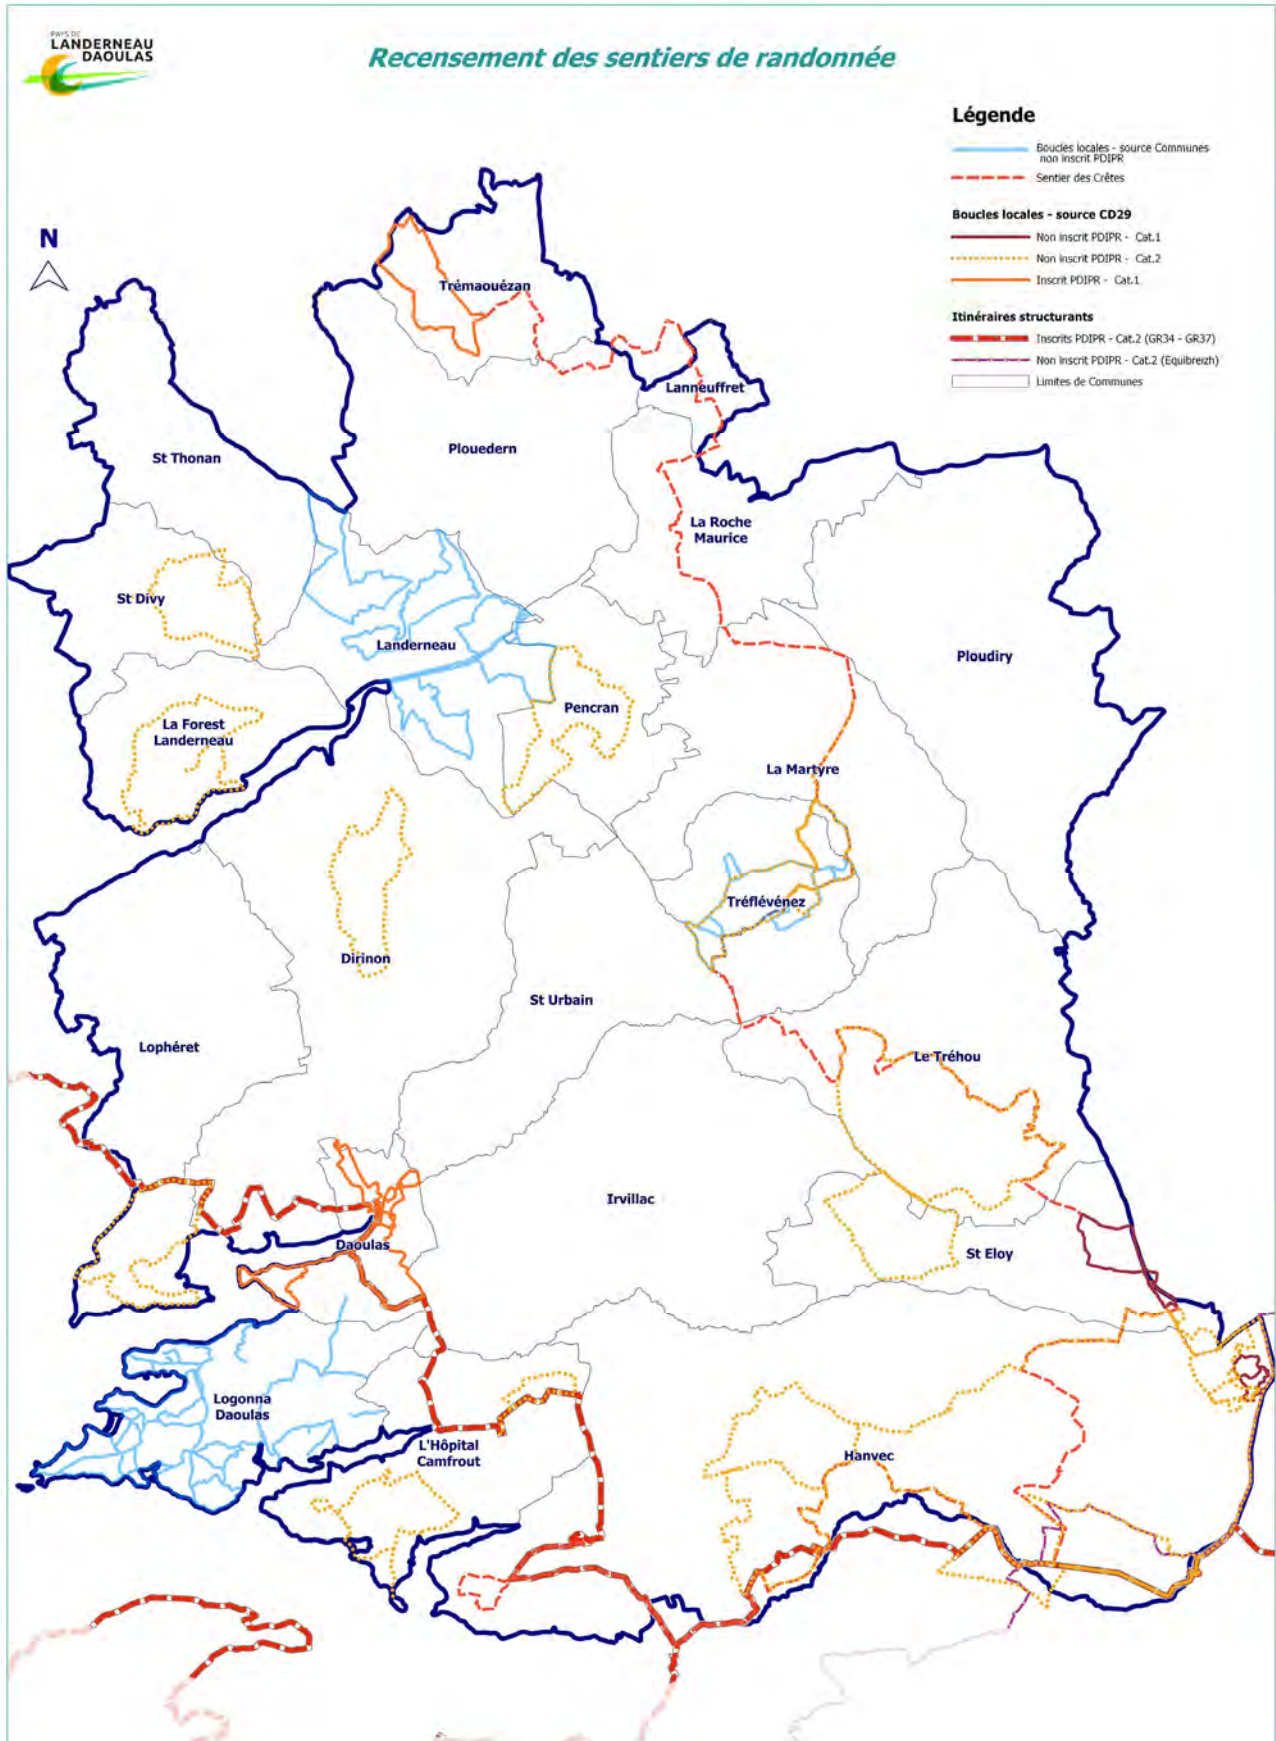 PAYS DE
LANDERNEAU
DAOULAS
Recensement des sentiers de randonnée
Légende
Boucles locales - source Communes
non inscrit PDIPR
Sentier des Crêtes
Boucles locales - source CD29
Non inscrit PDIPR - Cat.1
Non inscrit PDIPR - Cat.2
Inscrit PDIPR - Cat.1
Itinéraires structurants
Inscrits PDIPR - Cat.2 (GR34 - GR37)
Non inscrit PDIPR - Cat.2 (Equibreizh)
Limites de Communes
N
Trémaouézan
Lanneuffret
Plouedern
St Thonan
La Roche
Maurice
St Divy
Landerneau
Ploudiry
Pencran
La Forest
Landerneau
La Martyre
Tréflévénez
Dirinon
St Urbain
Lophéret
Le Tréhou
Irvillac
Daoulas
St Eloy
Logonna
Daoulas
L'Hôpital
Camfrout
Hanvec